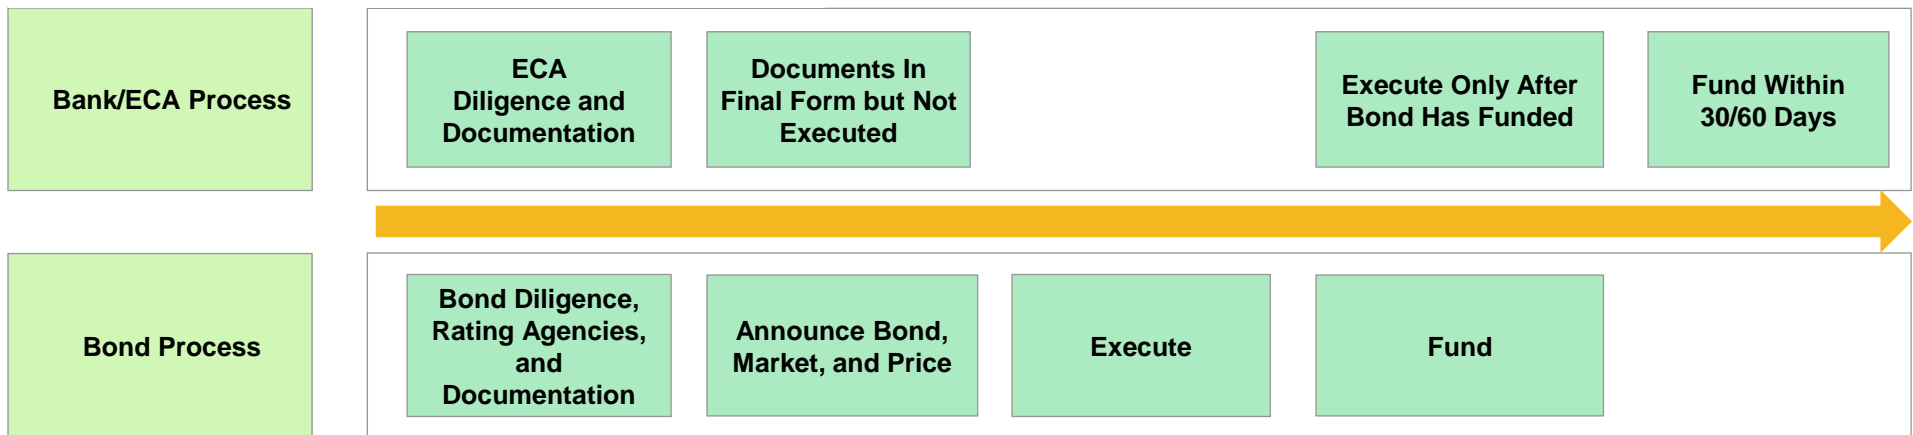 Bank/ECA Process
ECA
Diligence and
Documentation
Documents In
Final Form but Not
Executed
Execute Only After
Bond Has Funded
Fund Within
30/60 Days
Bond Process
Bond Diligence,
Rating Agencies,
and
Documentation
Announce Bond,
Market, and Price
Execute
Fund